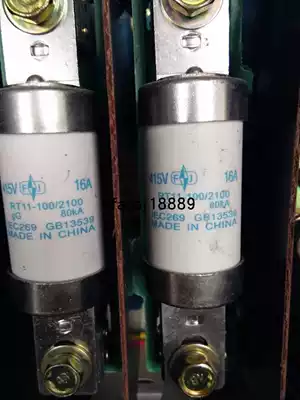 415V 16A
RT11-100/2100
gG 80kA
IEC269 GB13539
MADE IN CHINA
415V 16A
RT11-100/2100
gG 80kA
IEC269 GB13539
MADE IN CHINA
18889